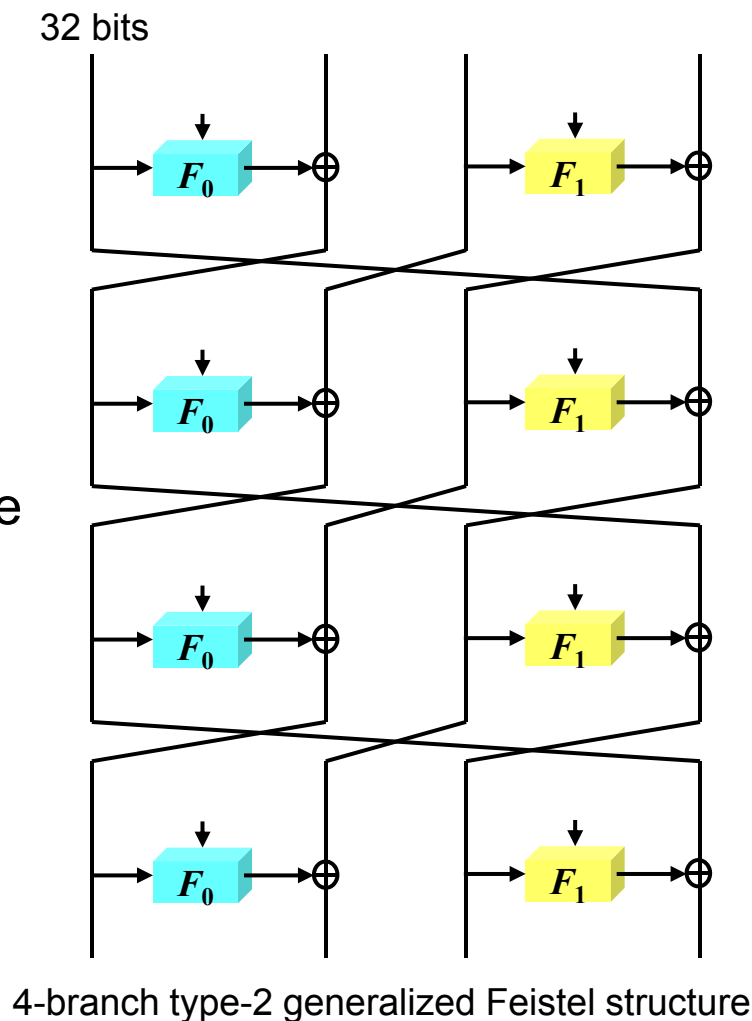 32 bits
F0 F1
F0 F1
e
F0 F1
F0 F1
4-branch type-2 generalized Feistel structure